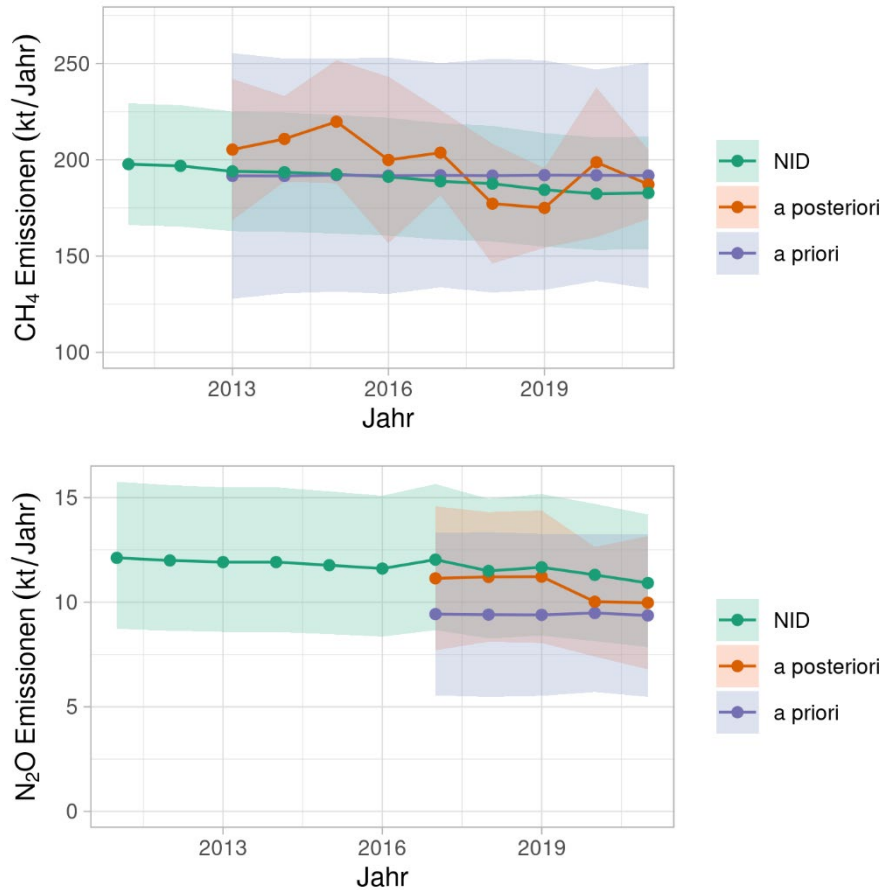 CH₄ Emissionen (kt/Jahr)
250
200
150
100
2013 2016 2019
Jahr
NID
a posteriori
a priori
N₂O Emissionen (kt/Jahr)
15
10
5
0
2013 2016 2019
Jahr
NID
a posteriori
a priori